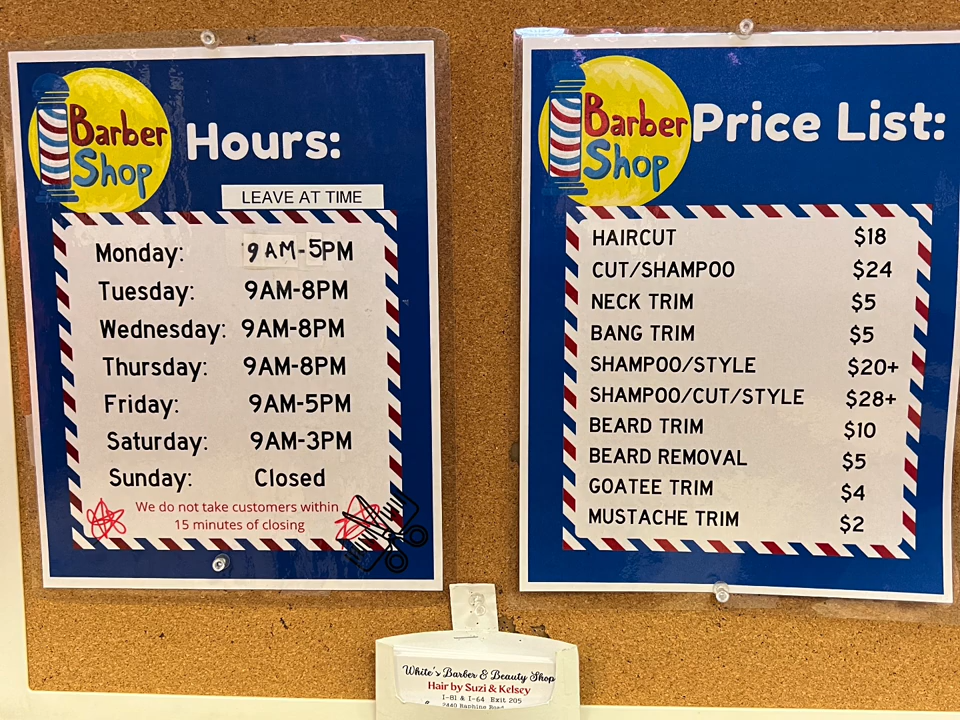 Barber
Shop
Hours:
LEAVE AT TIME
Monday: 9AM-5PM
Tuesday: 9AM-8PM
Wednesday: 9AM-8PM
Thursday: 9AM-8PM
Friday: 9AM-5PM
Saturday: 9AM-3PM
Sunday: Closed
We do not take customers within
15 minutes of closing
Barber
Shop
Price List:
HAIRCUT $18
CUT/SHAMPOO $24
NECK TRIM $5
BANG TRIM $5
SHAMPOO/STYLE $20+
SHAMPOO/CUT/STYLE $28+
BEARD TRIM $10
BEARD REMOVAL $5
GOATEE TRIM $4
MUSTACHE TRIM $2
White's Barber & Beauty Shop
Hair by Suzi & Kelsey
I-81 & I-64 Exit 205
2440 Raphine Road